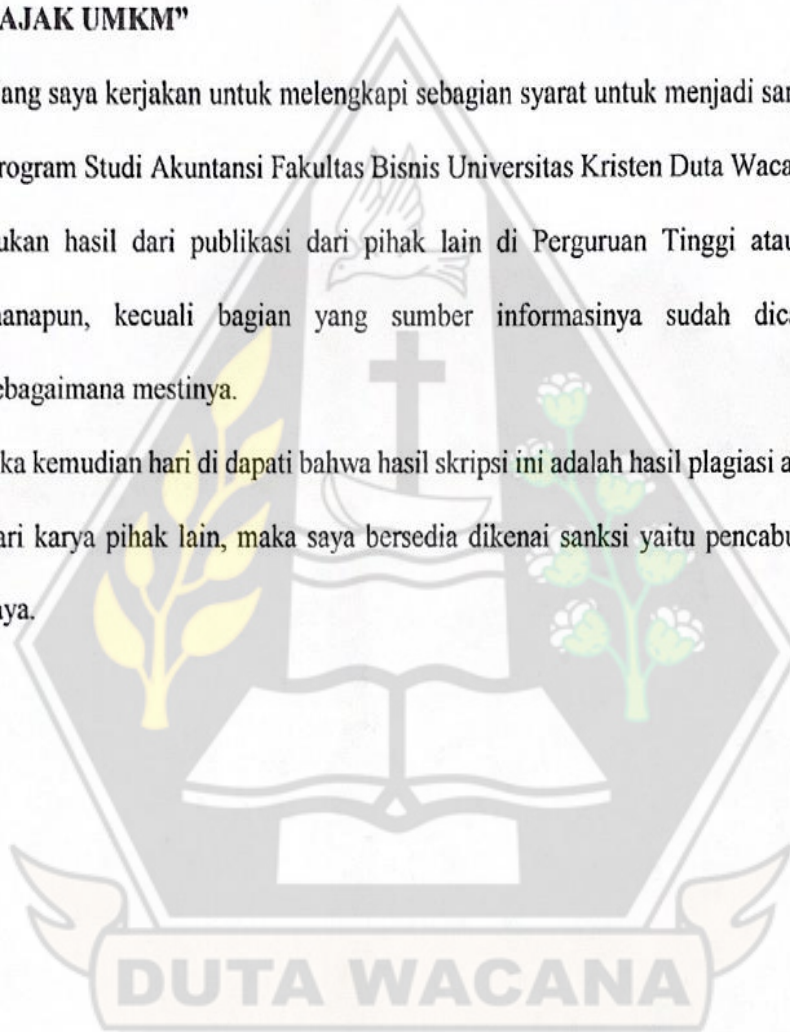 AJAK UMKM”
ang saya kerjakan untuk melengkapi sebagian syarat untuk menjadi sar
rogram Studi Akuntansi Fakultas Bisnis Universitas Kristen Duta Waca
ukan hasil dari publikasi dari pihak lain di Perguruan Tinggi atau
anapun, kecuali bagian yang sumber informasinya sudah dica
ebagaimana mestinya.
ka kemudian hari di dapati bahwa hasil skripsi ini adalah hasil plagiasi a
ari karya pihak lain, maka saya bersedia dikenai sanksi yaitu pencabu
aya.
DUTA WACANA